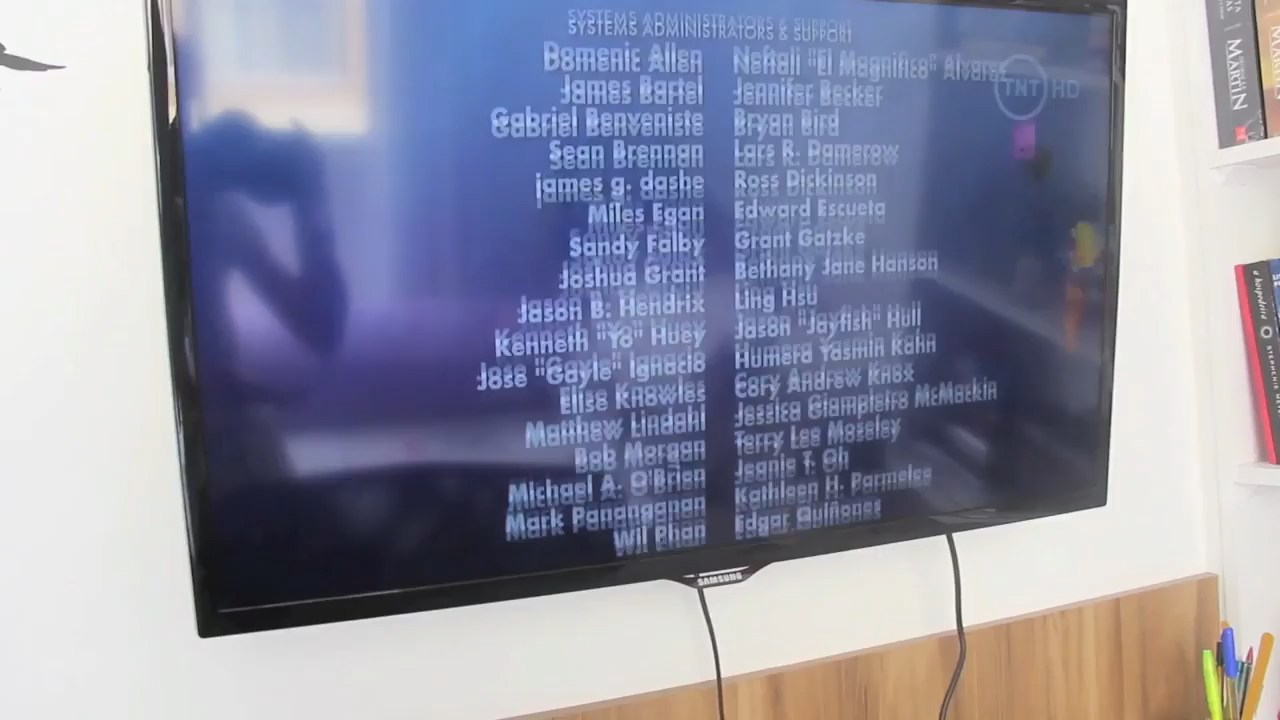 SYSTEMS ADMINISTRATORS & SUPPORT
Domenic Allen Neftali "El Magnifico" Alvarez
James Bartel Jennifer Becker
Gabriel Benveniste Bryan Bird
Sean Brennan Lars R. Damerow
james g. dashe Ross Dickinson
Miles Egan Edward Escueta
Sandy Falby Grant Gatzke
Joshua Grant Bethany Jane Hanson
Jason B. Hendrix Ling Hsu
Kenneth "Yo" Huey Jason "Jayfish" Hull
Jose "Gayle" Ignacio Humera Yasmin Kahn
Elise Knowles Cory Andrew Knox
Matthew Lindahl Jessica Giampietro McMackin
Bob Morgan Terry Lee Moseley
Michael A. O'Brien Jeanie T. Oh
Mark Pananganan Kathleen H. Parmelee
Wil Phan Edgar Quiñones
TNT HD
SAMSUNG
MARTIN
a hospedeira